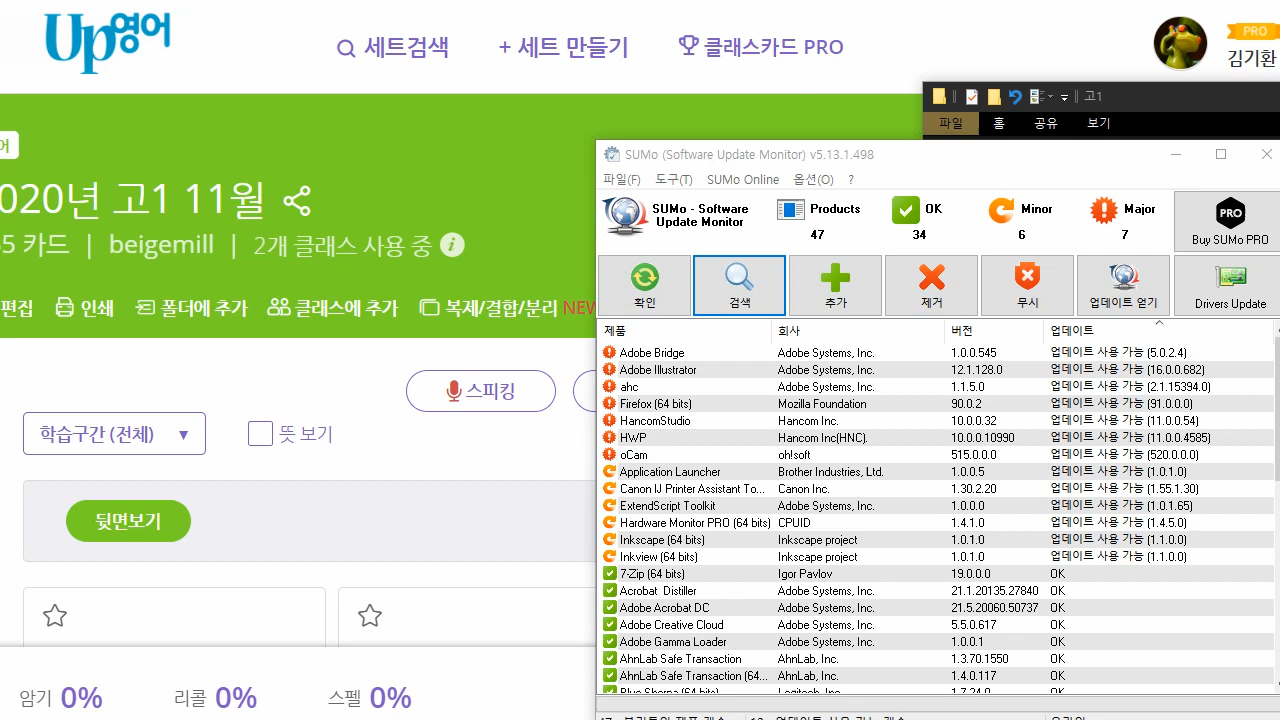 Up영어
세트검색
+ 세트 만들기
클래스카드 PRO
PRO
김기환
고1
파일 홈 공유 보기
어
020년 고1 11월
5 카드 | beigemill | 2개 클래스 사용 중
편집 인쇄 폴더에 추가 클래스에 추가 복제/결합/분리 NEW
스피킹
학습구간 (전체) ▼
뜻 보기
뒷면보기
암기 0% 리콜 0% 스펠 0%
SUMo (Software Update Monitor) v5.13.1.498
파일(F) 도구(T) SUMo Online 옵션(O) ?
SUMo - Software
Update Monitor
Products
47
OK
34
Minor
6
Major
7
PRO
Buy SUMo PRO
확인 검색 추가 제거 무시 업데이트 얻기 Drivers Update
제품 회사 버전 업데이트
Adobe Bridge Adobe Systems, Inc. 1.0.0.545 업데이트 사용 가능 (5.0.2.4)
Adobe Illustrator Adobe Systems, Inc. 12.1.128.0 업데이트 사용 가능 (16.0.0.682)
ahc Adobe Systems, Inc. 1.1.5.0 업데이트 사용 가능 (2.1.15394.0)
Firefox (64 bits) Mozilla Foundation 90.0.2 업데이트 사용 가능 (91.0.0.0)
HancomStudio Hancom Inc. 10.0.0.32 업데이트 사용 가능 (11.0.0.54)
HWP Hancom Inc(HNC). 10.0.0.10990 업데이트 사용 가능 (11.0.0.4585)
oCam oh!soft 515.0.0.0 업데이트 사용 가능 (520.0.0.0)
Application Launcher Brother Industries, Ltd. 1.0.0.5 업데이트 사용 가능 (1.0.1.0)
Canon IJ Printer Assistant To... Canon Inc. 1.30.2.20 업데이트 사용 가능 (1.55.1.30)
ExtendScript Toolkit Adobe Systems, Inc. 1.0.0.0 업데이트 사용 가능 (1.0.1.65)
Hardware Monitor PRO (64 bits) CPUID 1.4.1.0 업데이트 사용 가능 (1.4.5.0)
Inkscape (64 bits) Inkscape project 1.0.1.0 업데이트 사용 가능 (1.1.0.0)
Inkview (64 bits) Inkscape project 1.0.1.0 업데이트 사용 가능 (1.1.0.0)
7-Zip (64 bits) Igor Pavlov 19.0.0.0 OK
Acrobat Distiller Adobe Systems, Inc. 21.1.20135.27840 OK
Adobe Acrobat DC Adobe Systems, Inc. 21.5.20060.50737 OK
Adobe Creative Cloud Adobe Systems, Inc. 5.5.0.617 OK
Adobe Gamma Loader Adobe Systems, Inc. 1.0.0.1 OK
AhnLab Safe Transaction AhnLab, Inc. 1.3.70.1550 OK
AhnLab Safe Transaction (64... AhnLab, Inc. 1.4.0.117 OK